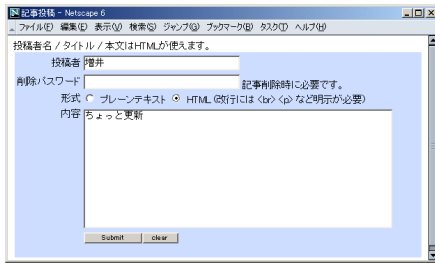 記事投稿 - Netscape 6
ファイル(F) 編集(E) 表示(V) 検索(S) ジャンプ(G) ブックマーク(B) タスク(T) ヘルプ(H)
投稿者名 / タイトル / 本文はHTMLが使えます。
投稿者 増井
削除パスワード 記事削除時に必要です。
形式 プレーンテキスト HTML (改行には <br> <p> など明示が必要)
内容 ちょっと更新
Submit clear